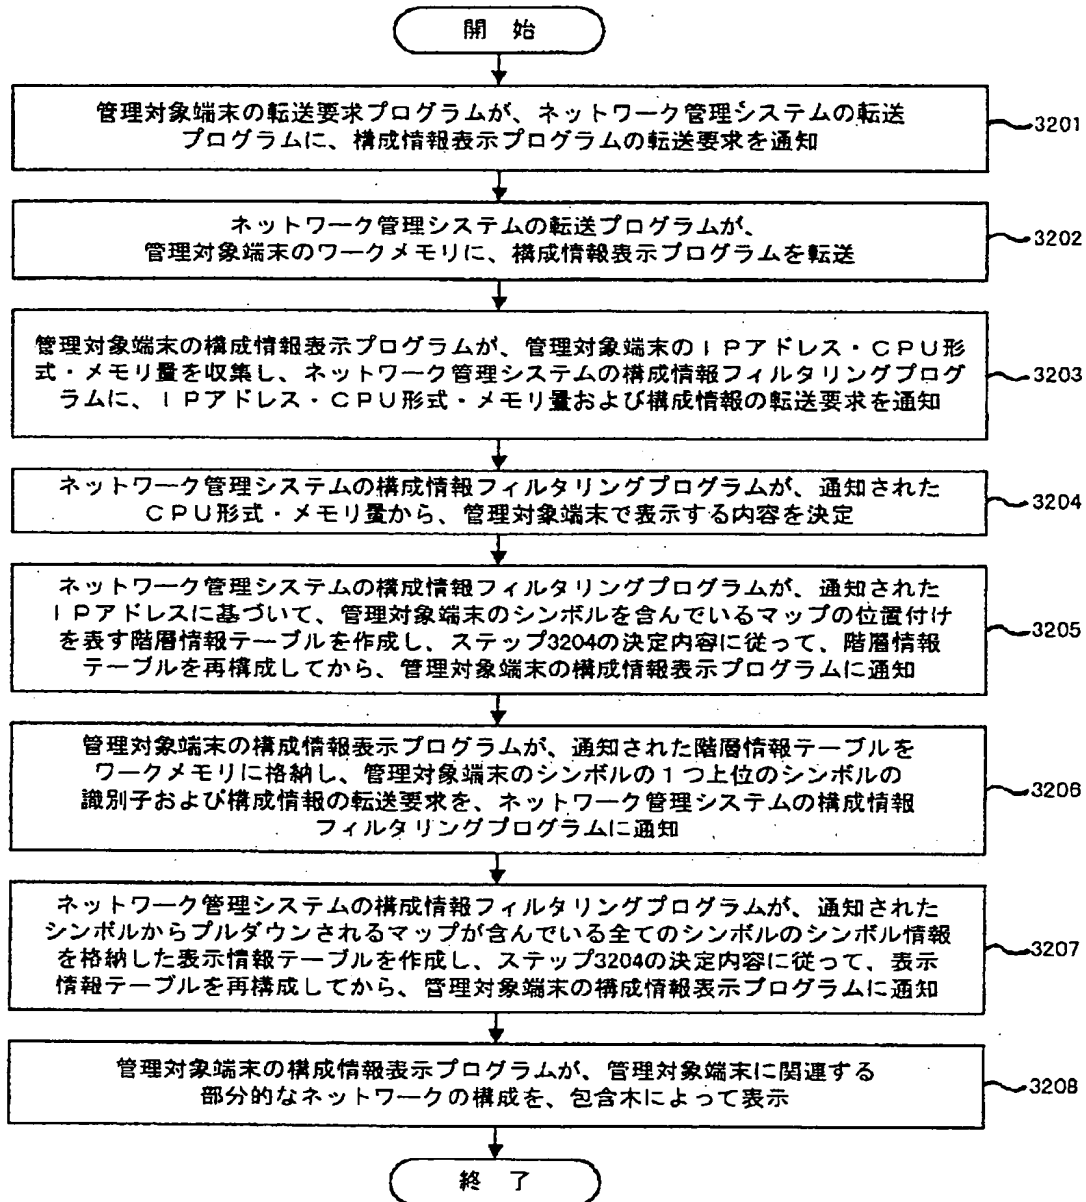 開 始
管理対象端末の転送要求プログラムが、ネットワーク管理システムの転送
プログラムに、構成情報表示プログラムの転送要求を通知
3201
ネットワーク管理システムの転送プログラムが、
管理対象端末のワークメモリに、構成情報表示プログラムを転送
3202
管理対象端末の構成情報表示プログラムが、管理対象端末のIPアドレス・CPU形
式・メモリ量を収集し、ネットワーク管理システムの構成情報フィルタリングプログ
ラムに、IPアドレス・CPU形式・メモリ量および構成情報の転送要求を通知
3203
ネットワーク管理システムの構成情報フィルタリングプログラムが、通知された
CPU形式・メモリ量から、管理対象端末で表示する内容を決定
3204
ネットワーク管理システムの構成情報フィルタリングプログラムが、通知された
IPアドレスに基づいて、管理対象端末のシンボルを含んでいるマップの位置付け
を表す階層情報テーブルを作成し、ステップ3204の決定内容に従って、階層情報
テーブルを再構成してから、管理対象端末の構成情報表示プログラムに通知
3205
管理対象端末の構成情報表示プログラムが、通知された階層情報テーブルを
ワークメモリに格納し、管理対象端末のシンボルの1つ上位のシンボルの
識別子および構成情報の転送要求を、ネットワーク管理システムの構成情報
フィルタリングプログラムに通知
3206
ネットワーク管理システムの構成情報フィルタリングプログラムが、通知された
シンボルからプルダウンされるマップが含んでいる全てのシンボルのシンボル情報
を格納した表示情報テーブルを作成し、ステップ3204の決定内容に従って、表示
情報テーブルを再構成してから、管理対象端末の構成情報表示プログラムに通知
3207
管理対象端末の構成情報表示プログラムが、管理対象端末に関連する
部分的なネットワークの構成を、包含木によって表示
3208
終 了